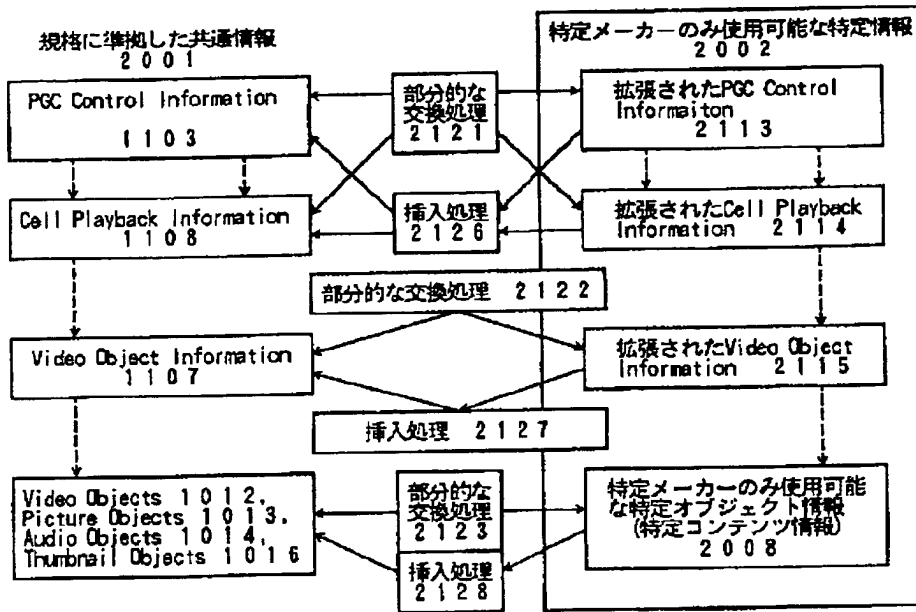 規格に準拠した共通情報
2001
特定メーカーのみ使用可能な特定情報
2002
PGC Control Information
1103
部分的な
交換処理
2121
拡張されたPGC Control
Informaiton
2113
Cell Playback Information
1108
挿入処理
2126
拡張されたCell Playback
Information 2114
部分的な交換処理 2122
Video Object Information
1107
拡張されたVideo Object
Information 2115
挿入処理 2127
Video Objects 1012,
Picture Objects 1013,
Audio Objects 1014,
Thumbnail Objects 1016
部分的な
交換処理
2123
挿入処理
2128
特定メーカーのみ使用可能
な特定オブジェクト情報
(特定コンテンツ情報)
2008